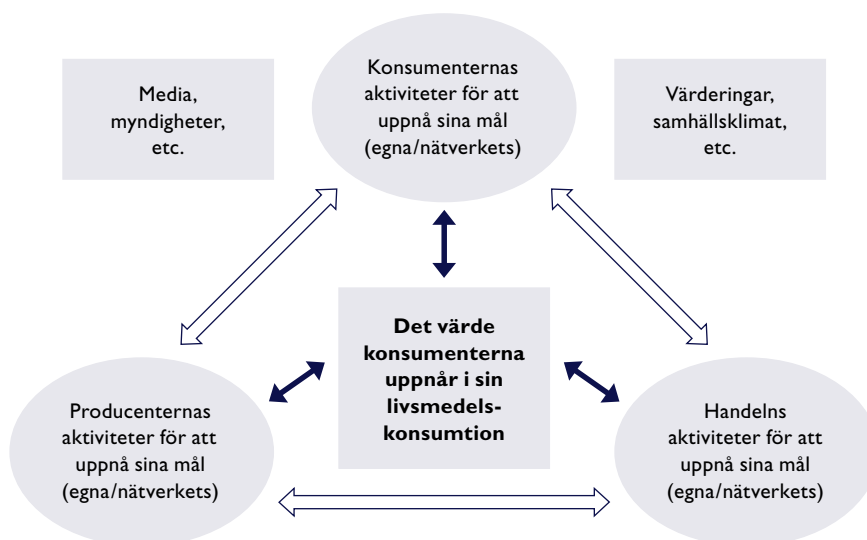 Konsumenternas
aktiviteter för att
uppnå sina mål
(egna/nätverkets)
Media,
myndigheter,
etc.
Värderingar,
samhällsklimat,
etc.
Det värde
konsumenterna
uppnår i sin
livsmedels-
konsumtion
Producenternas
aktiviteter för att
uppnå sina mål
(egna/nätverkets)
Handelns
aktiviteter för att
uppnå sina mål
(egna/nätverkets)